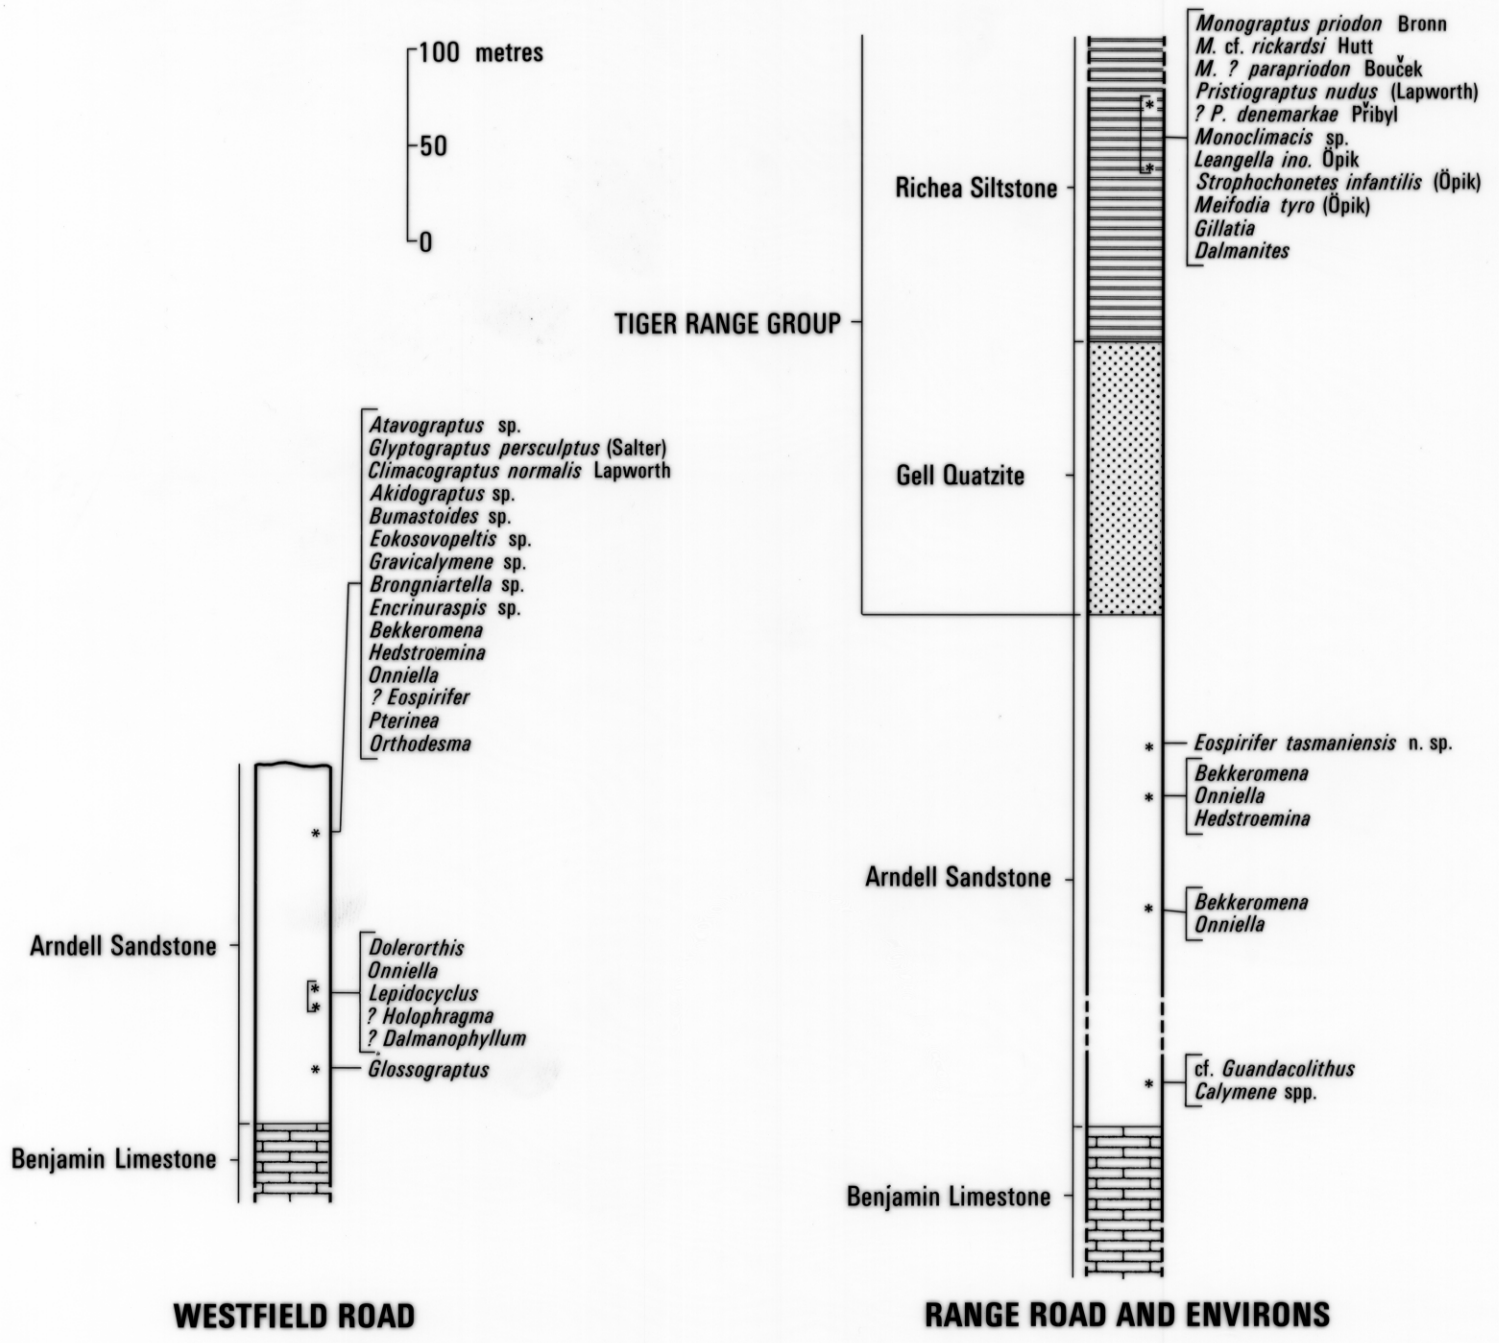 100 metres
50
0
Atavograptus sp.
Glyptograptus persculptus (Salter)
Climacograptus normalis Lapworth
Akidograptus sp.
Bumastoides sp.
Eokosovopeltis sp.
Gravicalymene sp.
Brongniartella sp.
Encrinuraspis sp.
Bekkeromena
Hedstroemina
Onniella
? Eospirifer
Pterinea
Orthodesma
Arndell Sandstone
Dolerorthis
Onniella
Lepidocyclus
? Holophragma
? Dalmanophyllum
Glossograptus
Benjamin Limestone
WESTFIELD ROAD
Monograptus priodon Bronn
M. cf. rickardsi Hutt
M. ? parapriodon Bouček
Pristiograptus nudus (Lapworth)
? P. denemarkae Přibyl
Monoclimacis sp.
Leangella ino. Öpik
Strophochonetes infantilis (Öpik)
Meifodia tyro (Öpik)
Gillatia
Dalmanites
Richea Siltstone
TIGER RANGE GROUP
Gell Quatzite
Eospirifer tasmaniensis n. sp.
Bekkeromena
Onniella
Hedstroemina
Arndell Sandstone
Bekkeromena
Onniella
cf. Guandacolithus
Calymene spp.
Benjamin Limestone
RANGE ROAD AND ENVIRONS